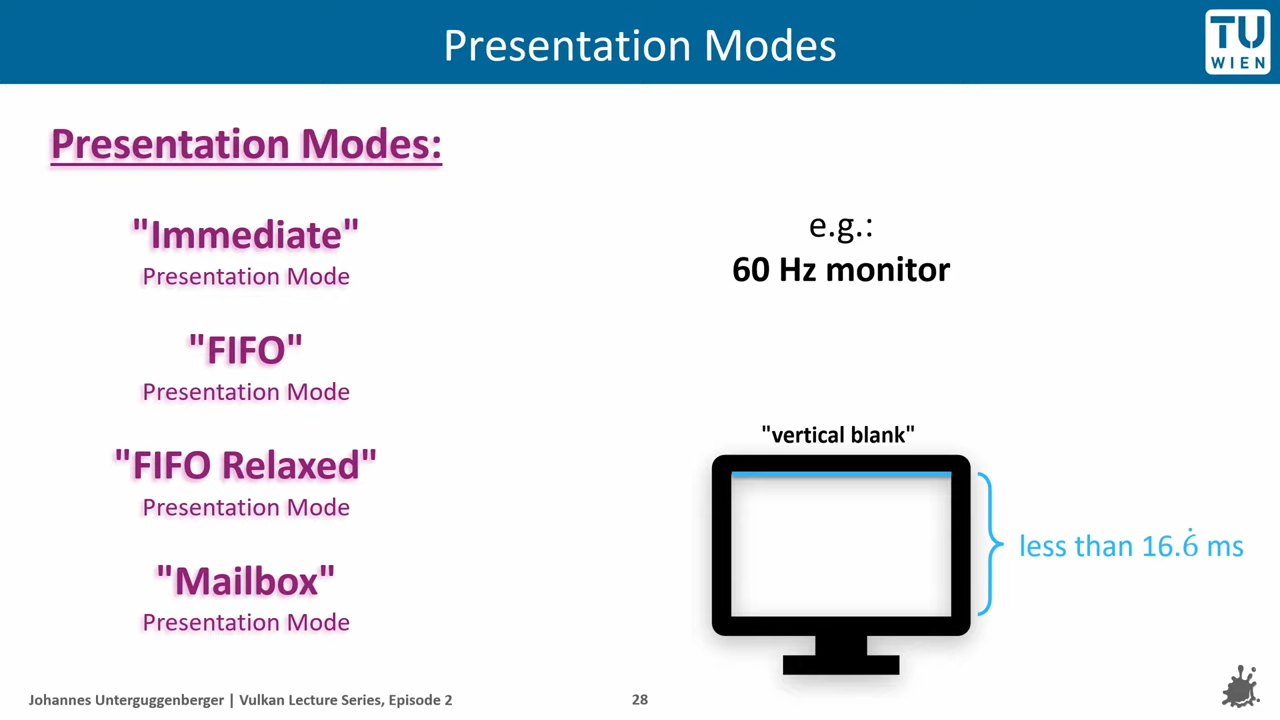 Presentation Modes
TU
WIEN
Presentation Modes:
"Immediate"
Presentation Mode
"FIFO"
Presentation Mode
"FIFO Relaxed"
Presentation Mode
"Mailbox"
Presentation Mode
e.g.:
60 Hz monitor
"vertical blank"
less than 16.6̇ ms
Johannes Unterguggenberger | Vulkan Lecture Series, Episode 2
28